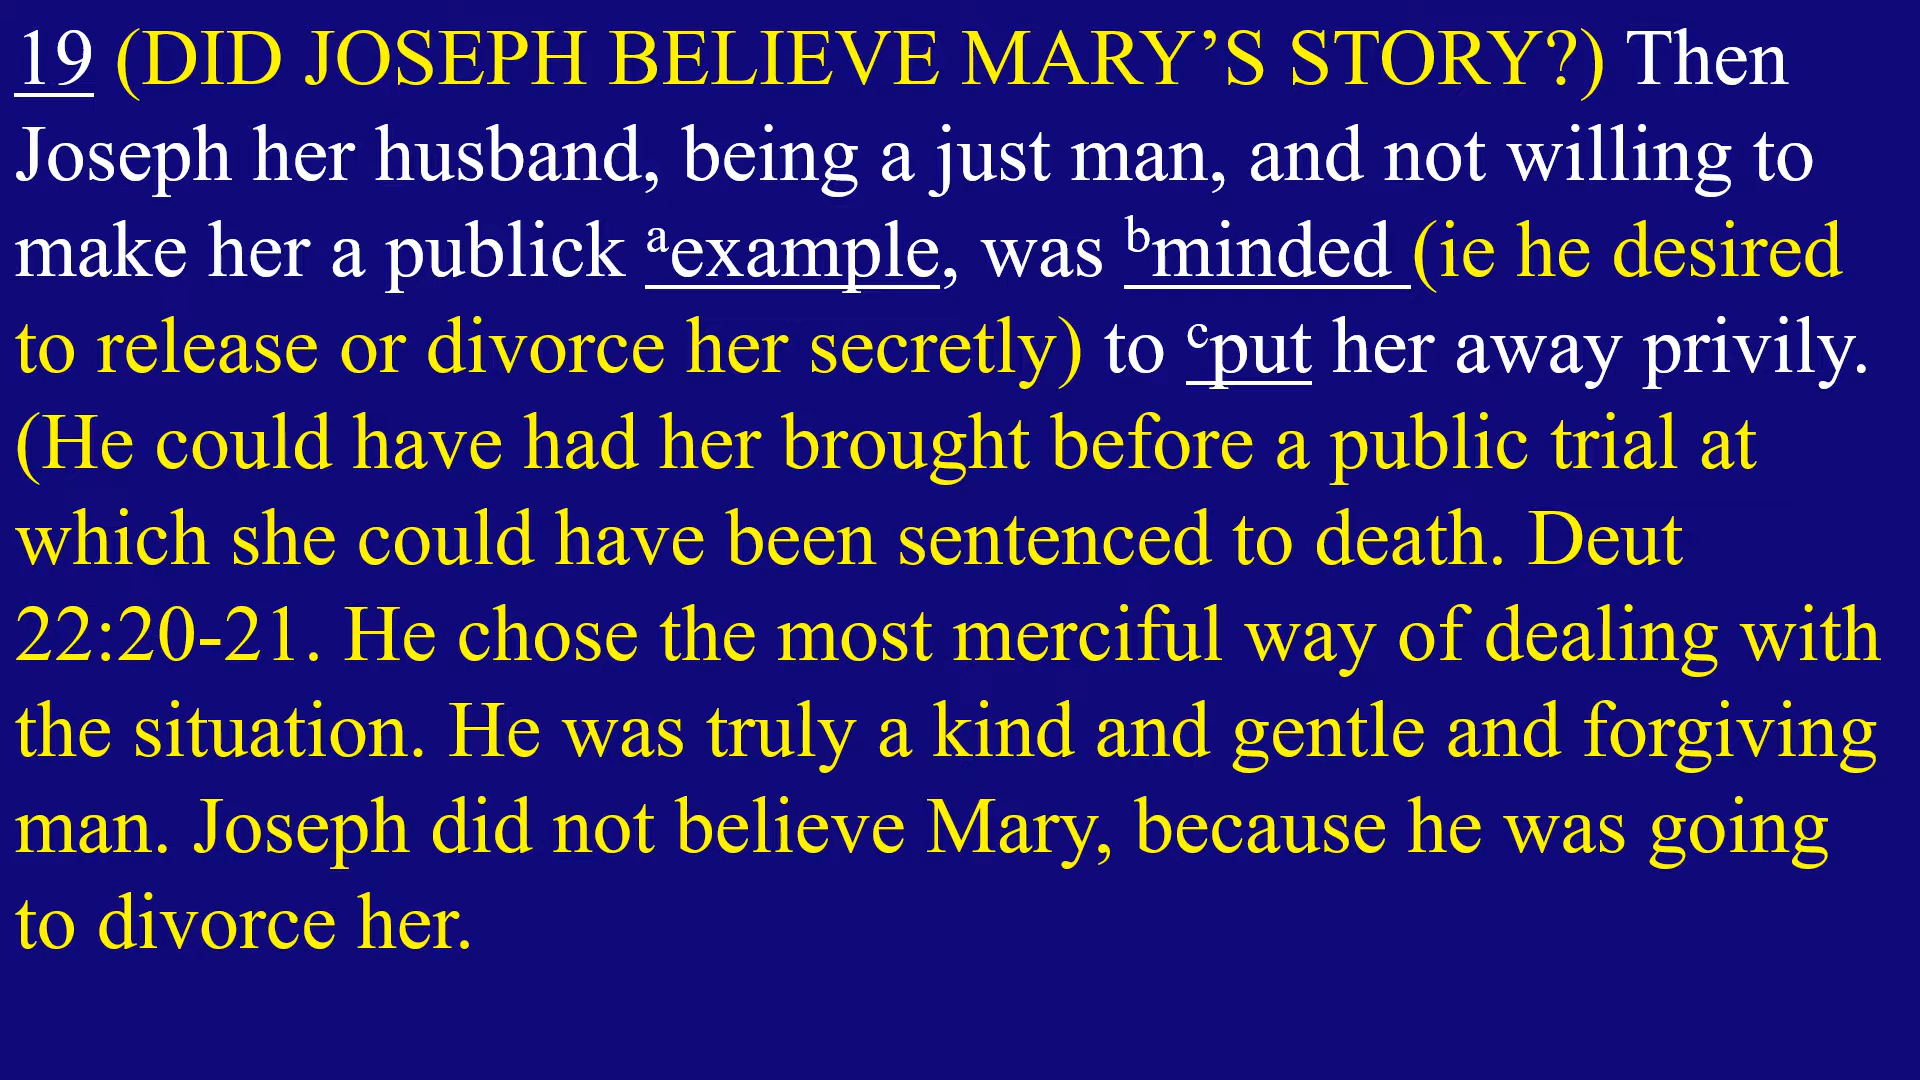 19 (DID JOSEPH BELIEVE MARY’S STORY?) Then
Joseph her husband, being a just man, and not willing to
make her a publick aexample, was bminded (ie he desired
to release or divorce her secretly) to cput her away privily.
(He could have had her brought before a public trial at
which she could have been sentenced to death. Deut
22:20-21. He chose the most merciful way of dealing with
the situation. He was truly a kind and gentle and forgiving
man. Joseph did not believe Mary, because he was going
to divorce her.